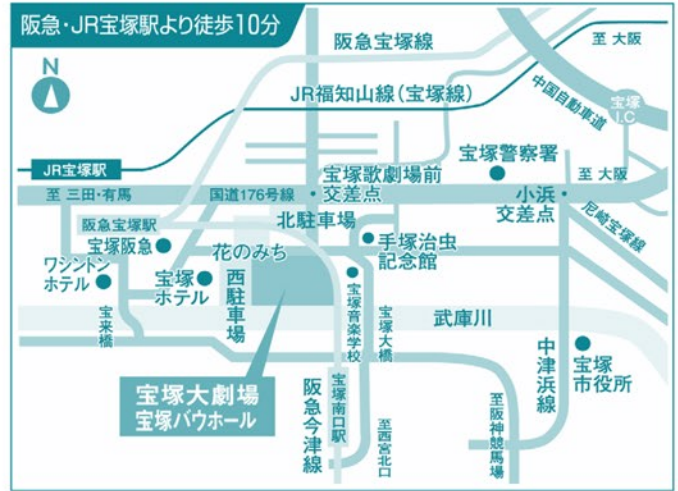 阪急・JR宝塚駅より徒歩10分
N
阪急宝塚線
至 大阪
JR福知山線(宝塚線)
中国自動車道
宝塚
I.C
JR宝塚駅
宝塚警察署
宝塚歌劇場前
交差点
至 大阪
至 三田・有馬
国道176号線
小浜
交差点
尼崎宝塚線
阪急宝塚駅
北駐車場
宝塚阪急
花のみち
手塚治虫
記念館
ワシントン
ホテル
宝塚
ホテル
西駐車場
宝塚音楽学校
宝来橋
宝塚大橋
武庫川
中津浜線
宝塚
市役所
宝塚大劇場
宝塚バウホール
阪急今津線
宝塚南口駅
至西宮北口
至阪神競馬場